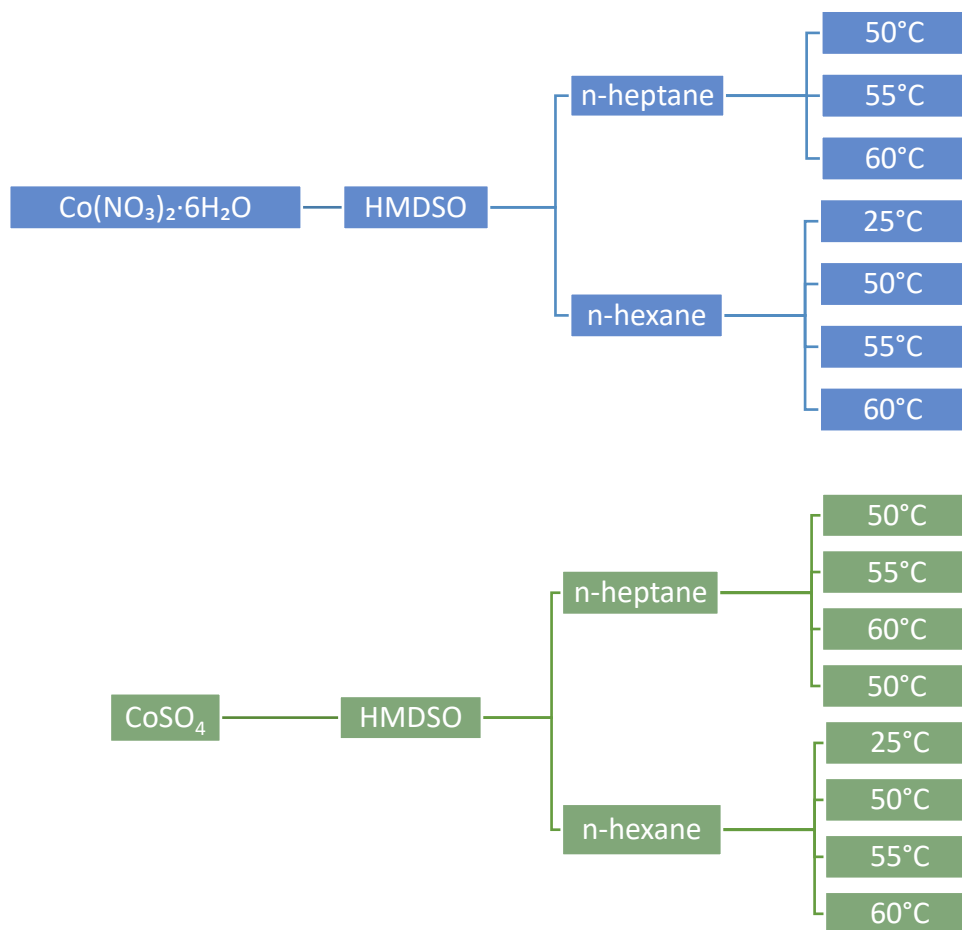 50°C
n-heptane
55°C
60°C
Co(NO₃)₂·6H₂O
HMDSO
25°C
50°C
n-hexane
55°C
60°C
50°C
n-heptane
55°C
60°C
50°C
CoSO₄
HMDSO
25°C
50°C
n-hexane
55°C
60°C